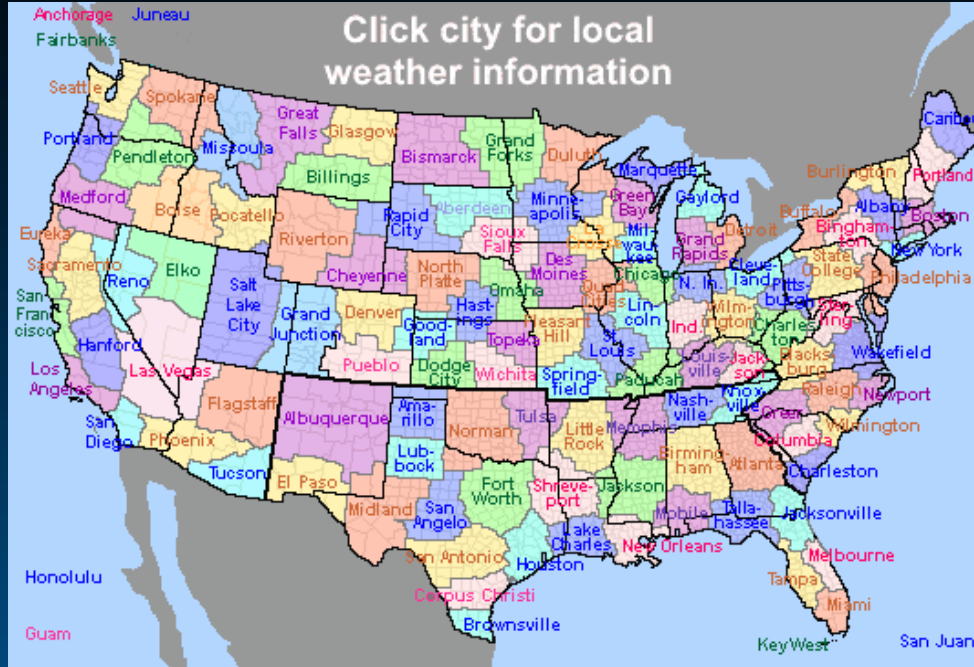 Anchorage Juneau
Fairbanks
Click city for local
weather information
Seattle
Spokane
Portland
Pendleton
Missoula
Great
Falls
Glasgow
Billings
Bismarck
Grand
Forks
Duluth
Marquette
Caribou
Burlington
Portland
Medford
Boise
Pocatello
Riverton
Rapid
City
Aberdeen
Sioux
Falls
Minne-
apolis
La
Crosse
Green
Bay
Mil-
wau-
kee
Gaylord
Grand
Rapids
Detroit
Buffalo
Albany
Boston
Bingham-
ton
New York
Eureka
Sacramento
Reno
Elko
Salt
Lake
City
Cheyenne
North
Platte
Omaha
Des
Moines
Quad
Cities
Chicago
N. In.
Cleve-
land
Pitts-
burgh
State
College
Philadelphia
San-
Fran
cisco
Hanford
Las Vegas
Grand
Junction
Denver
Pueblo
Good-
land
Hast-
ings
Dodge
City
Topeka
Wichita
Pleasant
Hill
Spring-
field
St.
Louis
Lin-
coln
Ind.
Wilm-
ington
Charles
ton
Ster-
ling
Wakefield
Blacks
burg
Louis-
ville
Jack
son
Paducah
Los
Angeles
San
Diego
Phoenix
Tucson
Flagstaff
Albuquerque
El Paso
Ama-
rillo
Lub-
bock
Midland
San
Angelo
Norman
Tulsa
Fort
Worth
Little
Rock
Memphis
Nash-
ville
Knox
ville
Raleigh
Newport
Greer
Wilmington
Columbia
Charleston
Atlanta
Birming-
ham
Jackson
Shreve-
port
Mobile
Talla-
hassee
Jacksonville
Lake
Charles
New Orleans
Houston
San Antonio
Corpus Christi
Brownsville
Melbourne
Tampa
Miami
Key West
San Juan
Honolulu
Guam